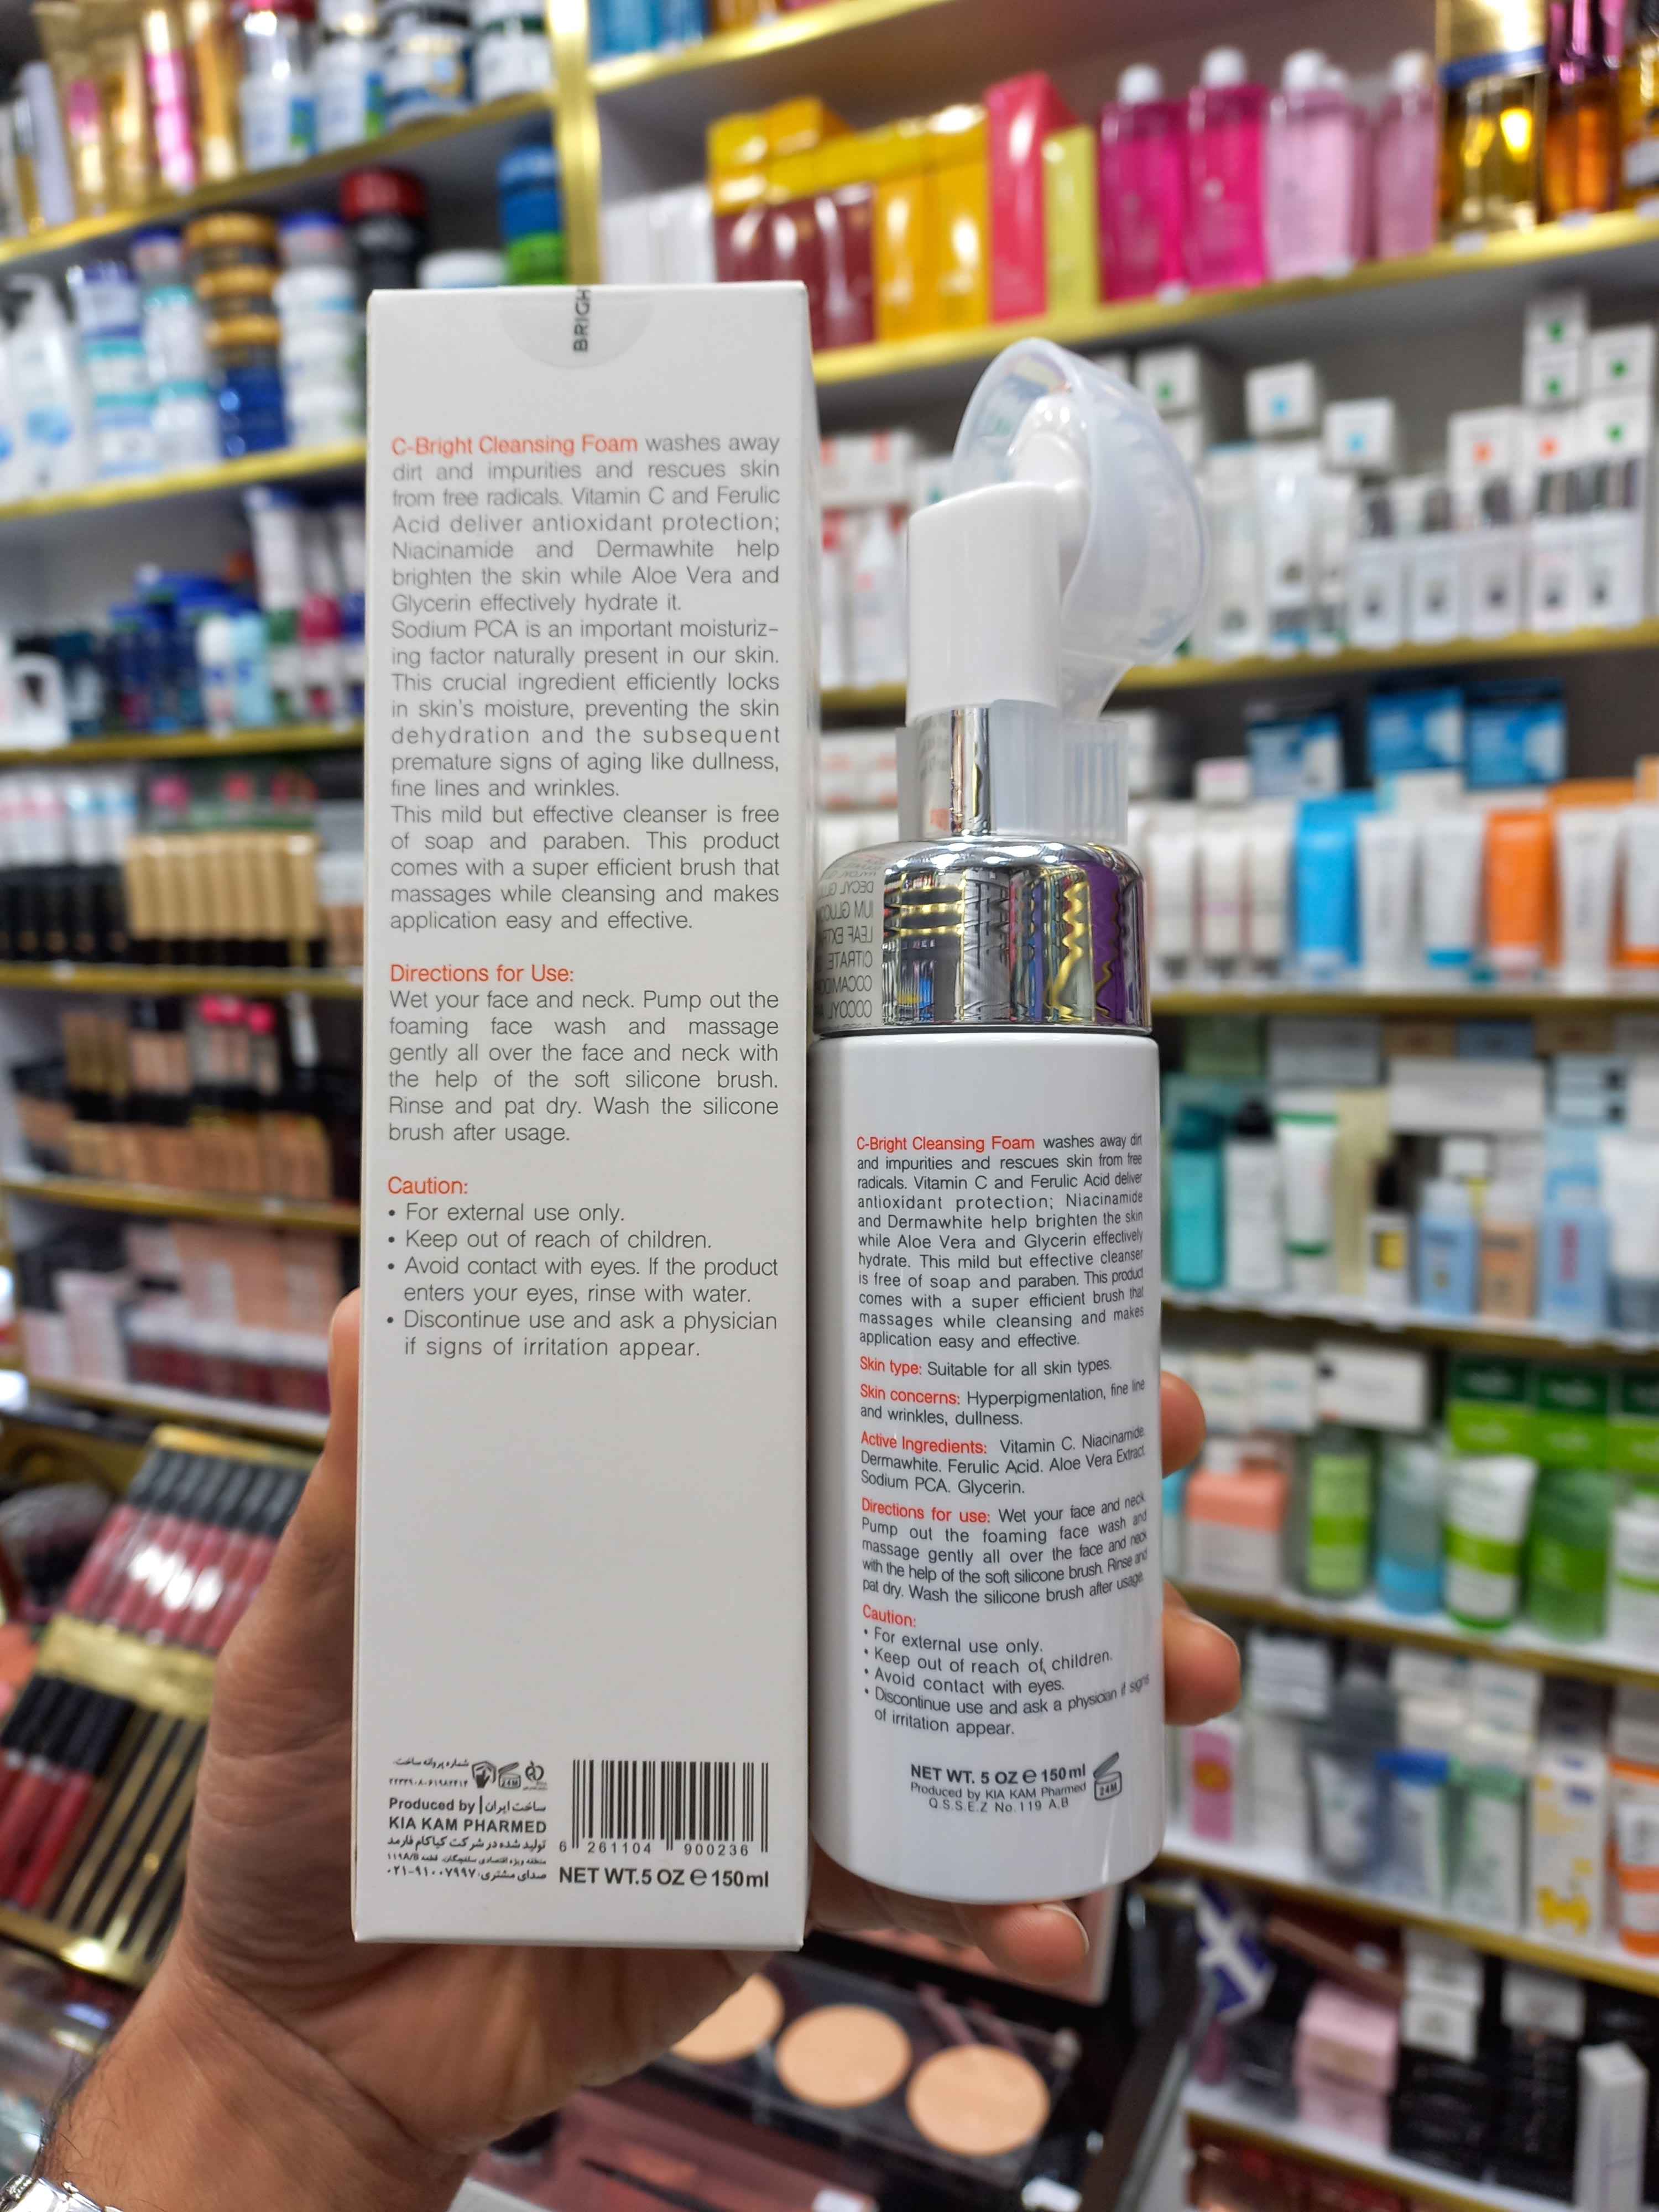 BRIGH
C-Bright Cleansing Foam washes away
dirt and impurities and rescues skin
from free radicals. Vitamin C and Ferulic
Acid deliver antioxidant protection;
Niacinamide and Dermawhite help
brighten the skin while Aloe Vera and
Glycerin effectively hydrate it.
Sodium PCA is an important moisturiz-
ing factor naturally present in our skin.
This crucial ingredient efficiently locks
in skin's moisture, preventing the skin
dehydration and the subsequent
premature signs of aging like dullness,
fine lines and wrinkles.
This mild but effective cleanser is free
of soap and paraben. This product
comes with a super efficient brush that
massages while cleansing and makes
application easy and effective.
Directions for Use:
Wet your face and neck. Pump out the
foaming face wash and massage
gently all over the face and neck with
the help of the soft silicone brush.
Rinse and pat dry. Wash the silicone
brush after usage.
Caution:
• For external use only.
• Keep out of reach of children.
• Avoid contact with eyes. If the product
enters your eyes, rinse with water.
• Discontinue use and ask a physician
if signs of irritation appear.
شماره پروانه ساخت
24M
Produced by | ساخت ایران
KIA KAM PHARMED
تولید شده در شرکت کیاکام فارمد
منطقه ویژه اقتصادی سلفچگان، قطعه ۱۱۹A/B
صدای مشتری: ۰۲۱-۹۱۰۰۷۹۹۷
6 261104 900236
NET WT.5 OZ e 150ml
C-Bright Cleansing Foam washes away dirt
and impurities and rescues skin from free
radicals. Vitamin C and Ferulic Acid deliver
antioxidant protection; Niacinamide
and Dermawhite help brighten the skin
while Aloe Vera and Glycerin effectively
hydrate. This mild but effective cleanser
is free of soap and paraben. This product
comes with a super efficient brush that
massages while cleansing and makes
application easy and effective.
Skin type: Suitable for all skin types.
Skin concerns: Hyperpigmentation, fine line
and wrinkles, dullness.
Active Ingredients: Vitamin C. Niacinamide.
Dermawhite. Ferulic Acid. Aloe Vera Extract.
Sodium PCA. Glycerin.
Directions for use: Wet your face and neck.
Pump out the foaming face wash and
massage gently all over the face and neck
with the help of the soft silicone brush. Rinse and
pat dry. Wash the silicone brush after usage.
Caution:
• For external use only.
• Keep out of reach of children.
• Avoid contact with eyes.
• Discontinue use and ask a physician if signs
of irritation appear.
NET WT. 5 OZ e 150ml
Produced by KIA KAM Pharmed
Q.S.S.E.Z No.119 A,B
24M